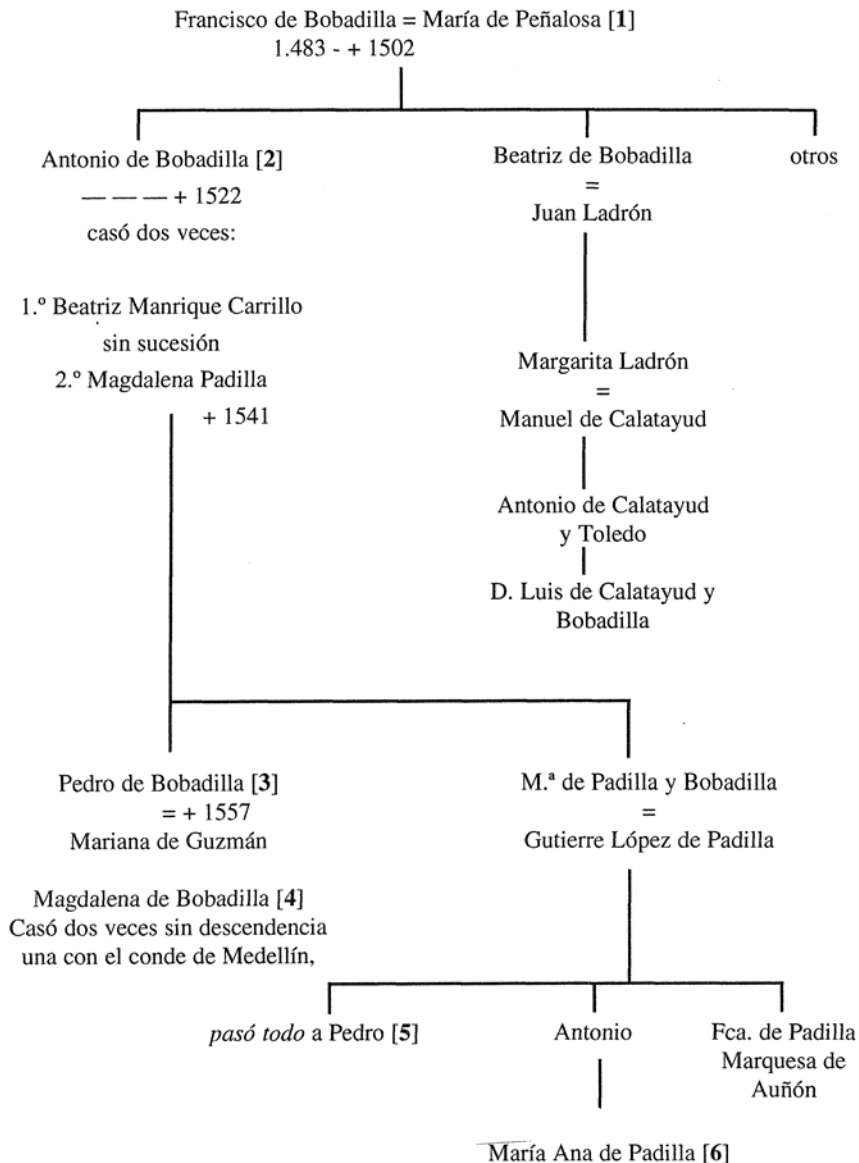 Francisco de Bobadilla = María de Peñalosa [1]
1.483 - + 1502
Antonio de Bobadilla [2]
— — — + 1522
casó dos veces:
1.º Beatriz Manrique Carrillo
sin sucesión
2.º Magdalena Padilla
+ 1541
Beatriz de Bobadilla
=
Juan Ladrón
otros
Margarita Ladrón
=
Manuel de Calatayud
Antonio de Calatayud
y Toledo
D. Luis de Calatayud y
Bobadilla
Pedro de Bobadilla [3]
= + 1557
Mariana de Guzmán
Magdalena de Bobadilla [4]
Casó dos veces sin descendencia
una con el conde de Medellín,
M.ª de Padilla y Bobadilla
=
Gutierre López de Padilla
pasó todo a Pedro [5]
Antonio
Fca. de Padilla
Marquesa de
Auñón
María Ana de Padilla [6]